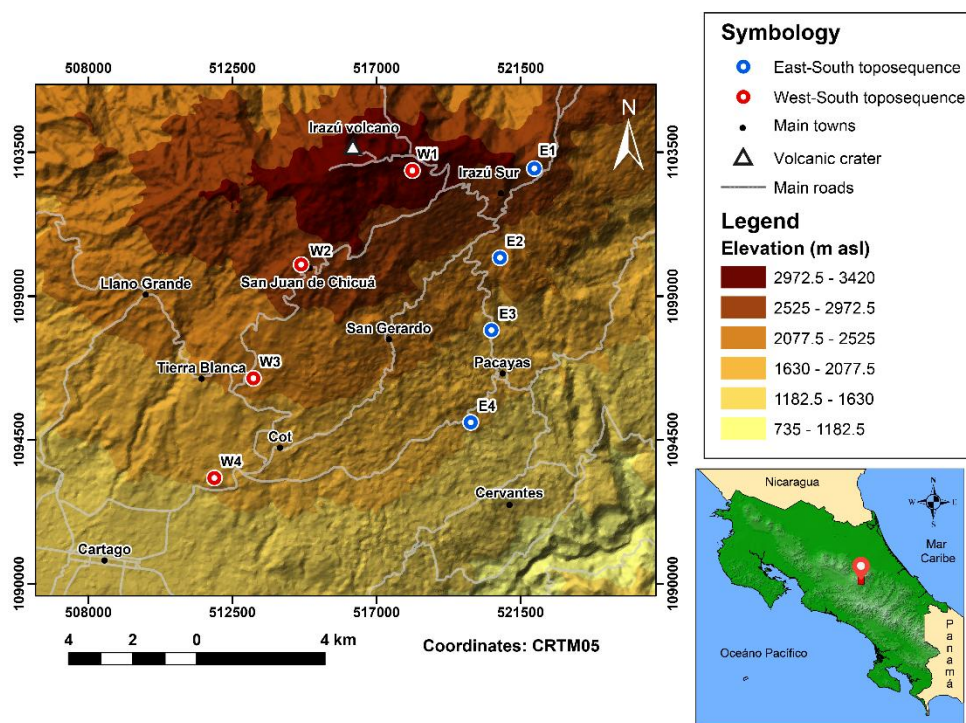 508000 512500 517000 521500
1103500
1099000
1094500
1090000
N
Irazú volcano
W1
E1
Irazú Sur
E2
W2
San Juan de Chicuá
Llano Grande
E3
San Gerardo
W3
Tierra Blanca
Pacayas
E4
Cot
W4
Cervantes
Cartago
1103500
1099000
1094500
1090000
508000 512500 517000 521500
4 2 0 4 km
Coordinates: CRTM05
Symbology
East-South toposequence
West-South toposequence
Main towns
Volcanic crater
Main roads
Legend
Elevation (m asl)
2972.5 - 3420
2525 - 2972.5
2077.5 - 2525
1630 - 2077.5
1182.5 - 1630
735 - 1182.5
Nicaragua
N
W E
S
Mar
Caribe
Panamá
Oceáno Pacífico